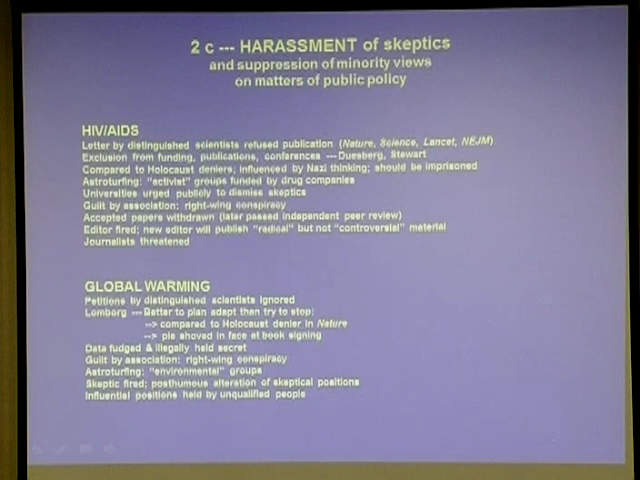 2 c --- HARASSMENT of skeptics
and suppression of minority views
on matters of public policy
HIV/AIDS
Letter by distinguished scientists refused publication (Nature, Science, Lancet, NEJM)
Exclusion from funding, publications, conferences --- Duesberg, Stewart
Compared to Holocaust deniers; influenced by Nazi thinking; should be imprisoned
Astroturfing: "activist" groups funded by drug companies
Universities urged publicly to dismiss skeptics
Guilt by association: right-wing conspiracy
Accepted papers withdrawn (later passed independent peer review)
Editor fired; new editor will publish "radical" but not "controversial" material
Journalists threatened
GLOBAL WARMING
Petitions by distinguished scientists ignored
Lomborg --- Better to plan adapt than try to stop:
--> compared to Holocaust denier in Nature
--> pie shoved in face at book signing
Data fudged & illegally held secret
Guilt by association: right-wing conspiracy
Astroturfing: "environmental" groups
Skeptic fired; posthumous alteration of skeptical positions
Influential positions held by unqualified people